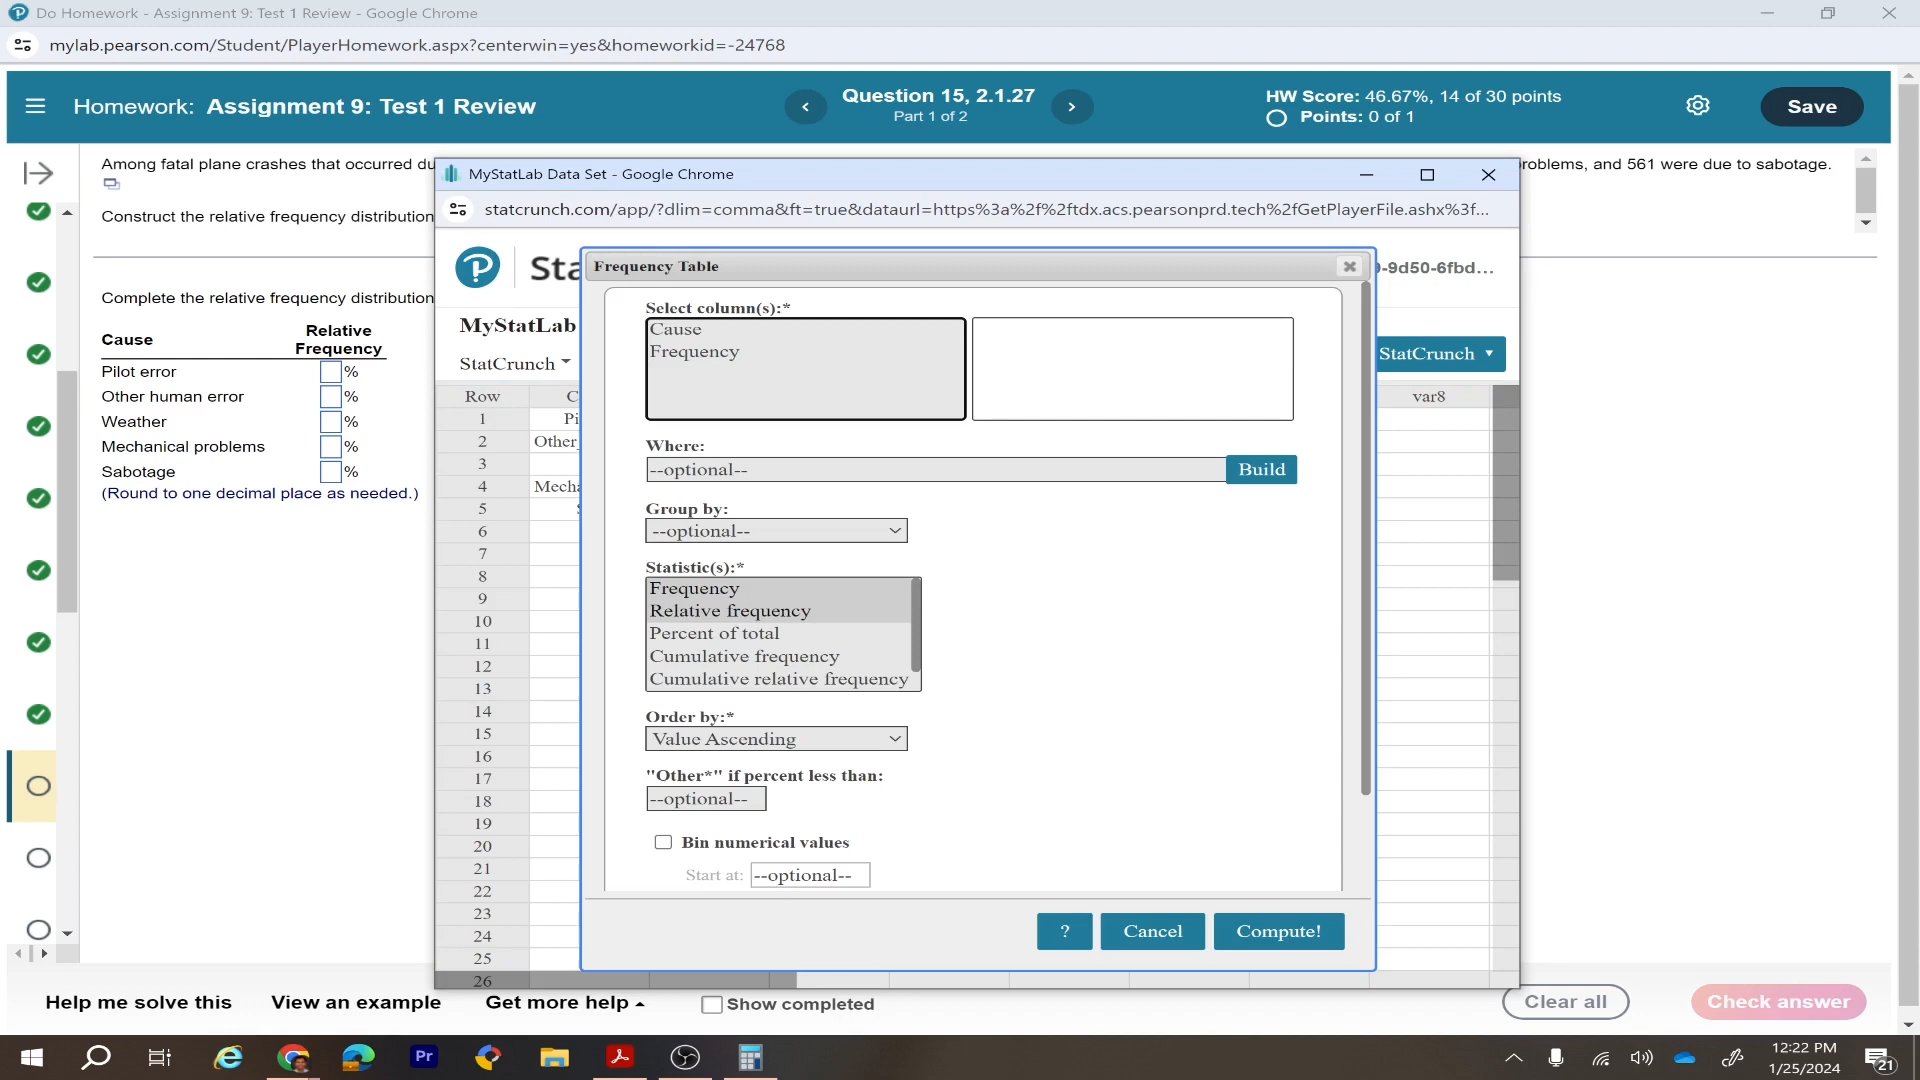 Do Homework - Assignment 9: Test 1 Review - Google Chrome
mylab.pearson.com/Student/PlayerHomework.aspx?centerwin=yes&homeworkid=-24768
Homework: Assignment 9: Test 1 Review
Question 15, 2.1.27
Part 1 of 2
HW Score: 46.67%, 14 of 30 points
Points: 0 of 1
Save
Among fatal plane crashes that occurred du
roblems, and 561 were due to sabotage.
Construct the relative frequency distribution
Complete the relative frequency distribution
Cause Relative Frequency
Pilot error %
Other human error %
Weather %
Mechanical problems %
Sabotage %
(Round to one decimal place as needed.)
MyStatLab Data Set - Google Chrome
statcrunch.com/app/?dlim=comma&ft=true&dataurl=https%3a%2f%2ftdx.acs.pearsonprd.tech%2fGetPlayerFile.ashx%3f...
P
Sta
-9d50-6fbd...
MyStatLab
StatCrunch
StatCrunch
Row C var8
1 Pi
2 Other_
3
4 Mecha
5 S
6
7
8
9
10
11
12
13
14
15
16
17
18
19
20
21
22
23
24
25
26
Frequency Table
Select column(s):*
Cause
Frequency
Where:
--optional--
Build
Group by:
--optional--
Statistic(s):*
Frequency
Relative frequency
Percent of total
Cumulative frequency
Cumulative relative frequency
Order by:*
Value Ascending
"Other*" if percent less than:
--optional--
Bin numerical values
Start at: --optional--
? Cancel Compute!
Help me solve this View an example Get more help Show completed Clear all Check answer
Pr
12:22 PM
1/25/2024
21